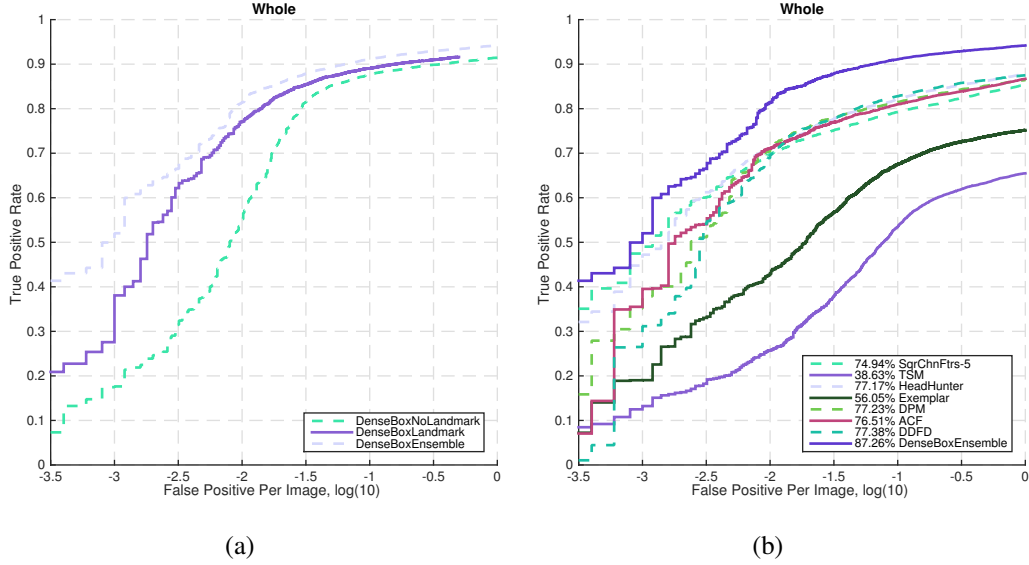 Whole
1
0.9
0.8
0.7
0.6
0.5
0.4
0.3
0.2
0.1
0
True Positive Rate
-3.5 -3 -2.5 -2 -1.5 -1 -0.5 0
False Positive Per Image, log(10)
DenseBoxNoLandmark
DenseBoxLandmark
DenseBoxEnsemble
(a)
Whole
1
0.9
0.8
0.7
0.6
0.5
0.4
0.3
0.2
0.1
0
True Positive Rate
-3.5 -3 -2.5 -2 -1.5 -1 -0.5 0
False Positive Per Image, log(10)
74.94% SqrChnFtrs-5
38.63% TSM
77.17% HeadHunter
56.05% Exemplar
77.23% DPM
76.51% ACF
77.38% DDFD
87.26% DenseBoxEnsemble
(b)